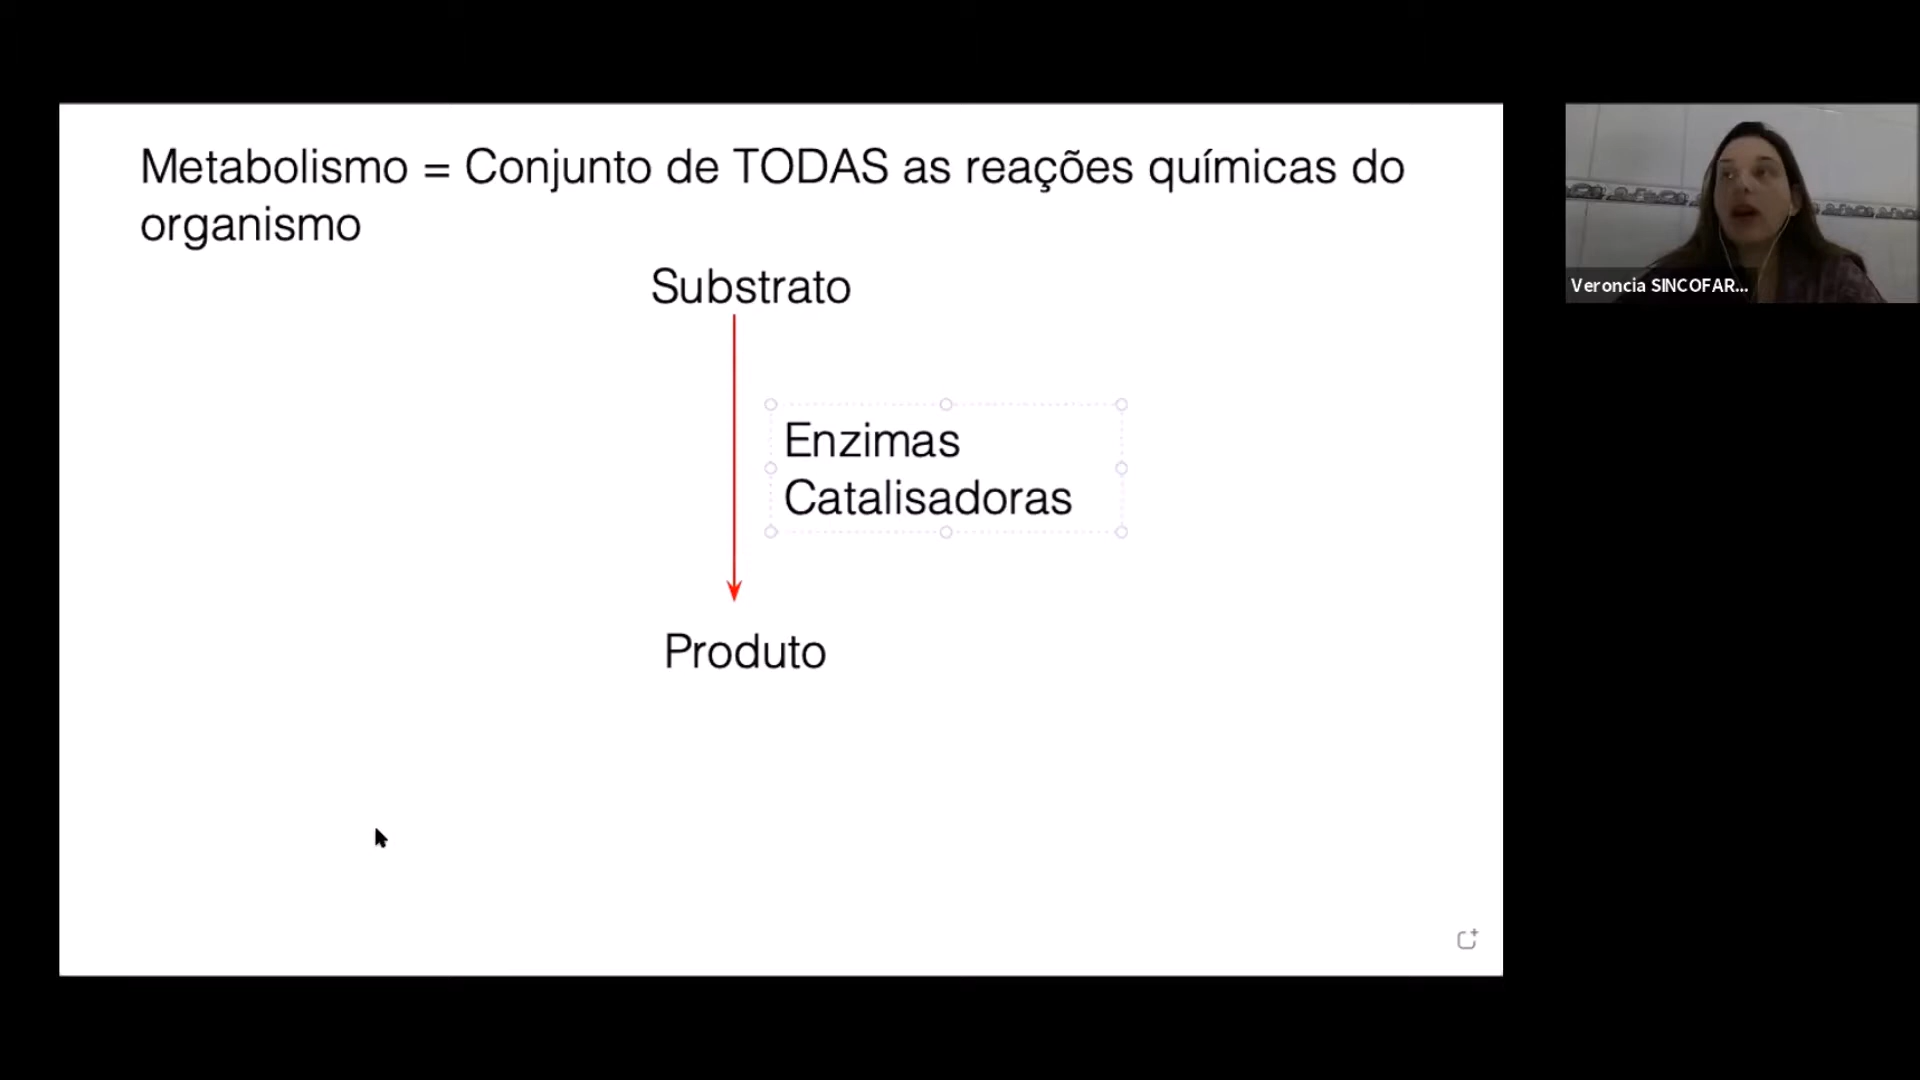 Metabolismo = Conjunto de TODAS as reações químicas do
organismo
Substrato
Enzimas
Catalisadoras
Produto
Veroncia SINCOFAR...